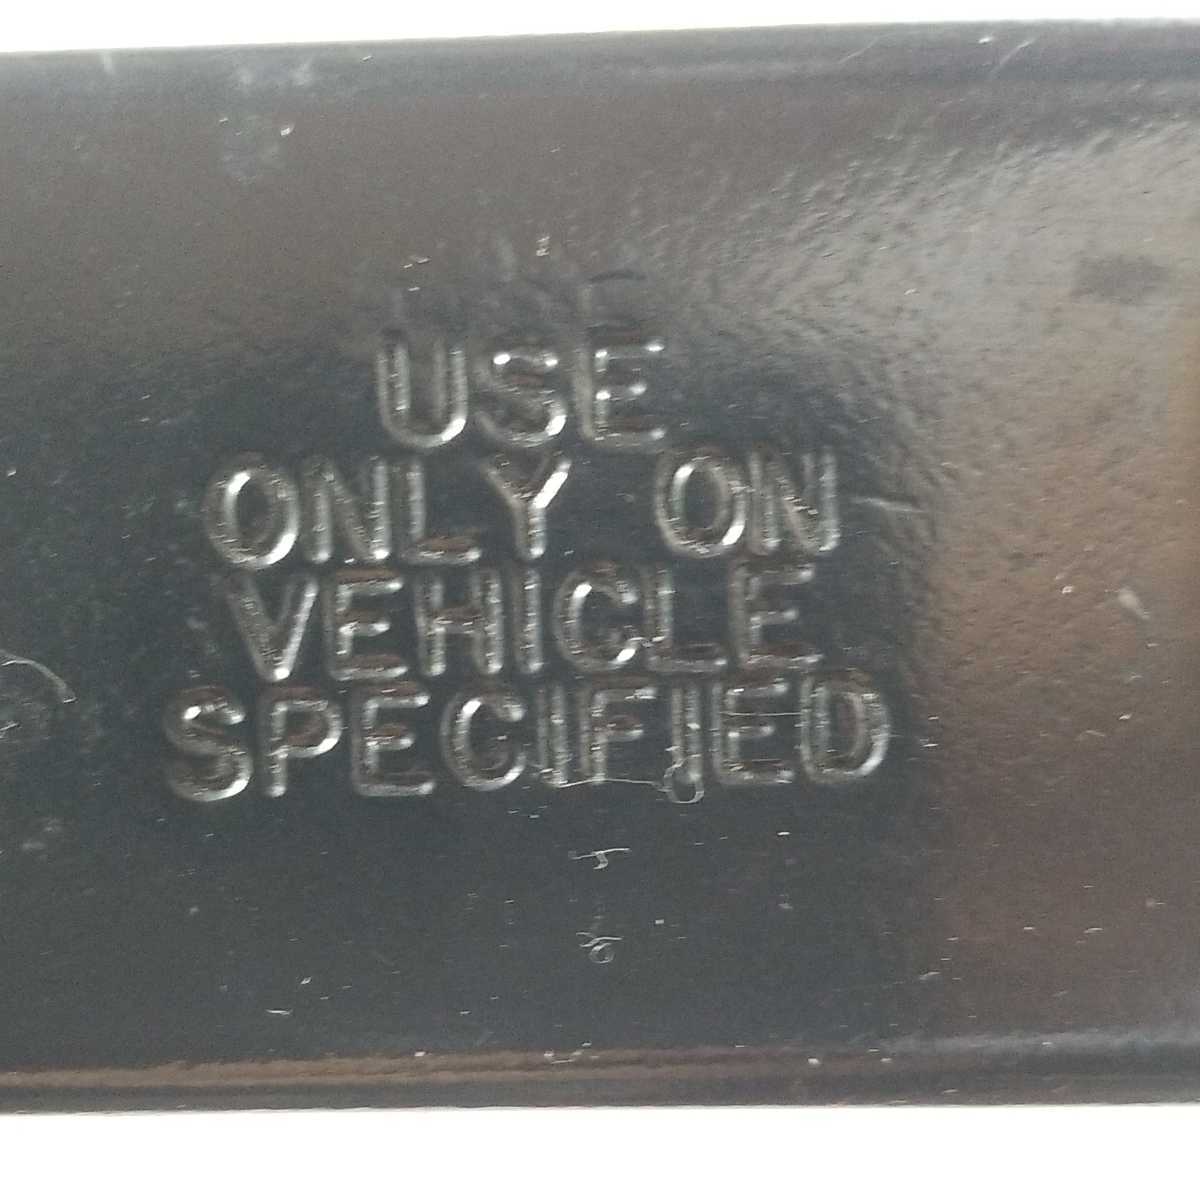 USE
ONLY ON
VEHICLE
SPECIFIED